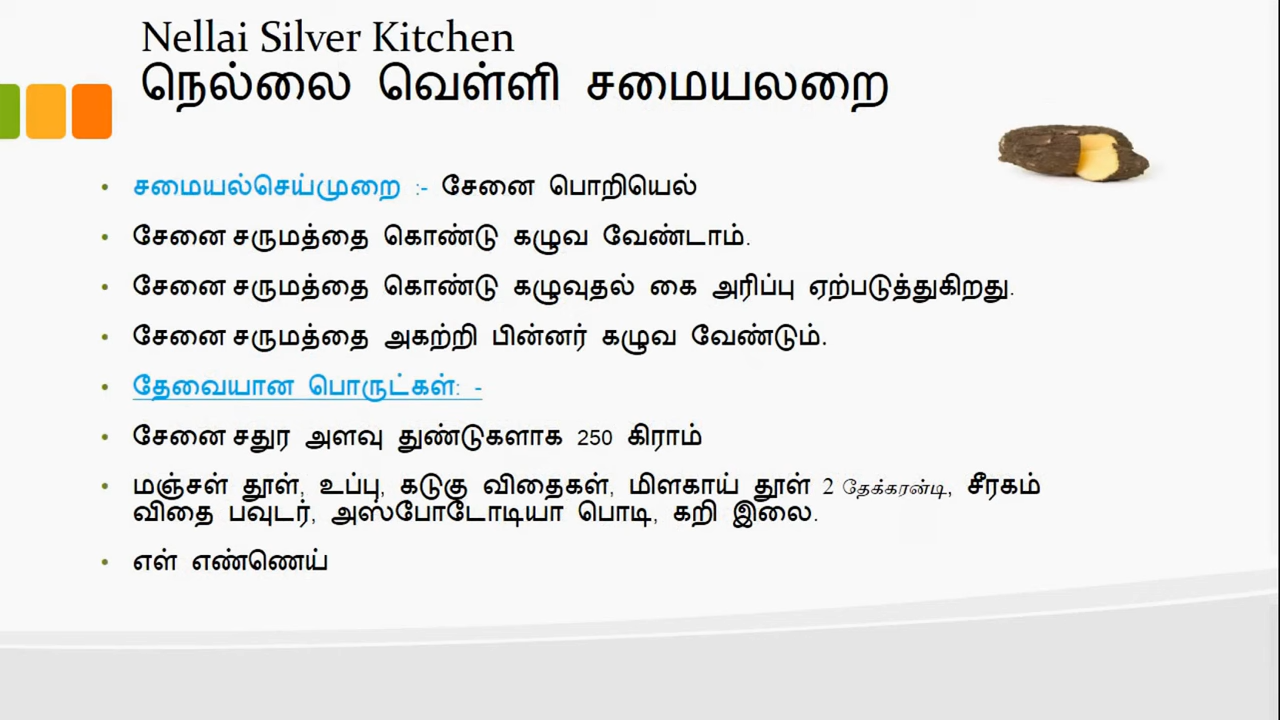 Nellai Silver Kitchen
நெல்லை வெள்ளி சமையலறை
சமையல்செய்முறை :- சேனை பொறியெல்
சேனை சருமத்தை கொண்டு கழுவ வேண்டாம்.
சேனை சருமத்தை கொண்டு கழுவுதல் கை அரிப்பு ஏற்படுத்துகிறது.
சேனை சருமத்தை அகற்றி பின்னர் கழுவ வேண்டும்.
தேவையான பொருட்கள்: -
சேனை சதுர அளவு துண்டுகளாக 250 கிராம்
மஞ்சள் தூள், உப்பு, கடுகு விதைகள், மிளகாய் தூள் 2 தேக்கரன்டி, சீரகம்
விதை பவுடர், அஸ்போடோடியா பொடி, கறி இலை.
எள் எண்ணெய்